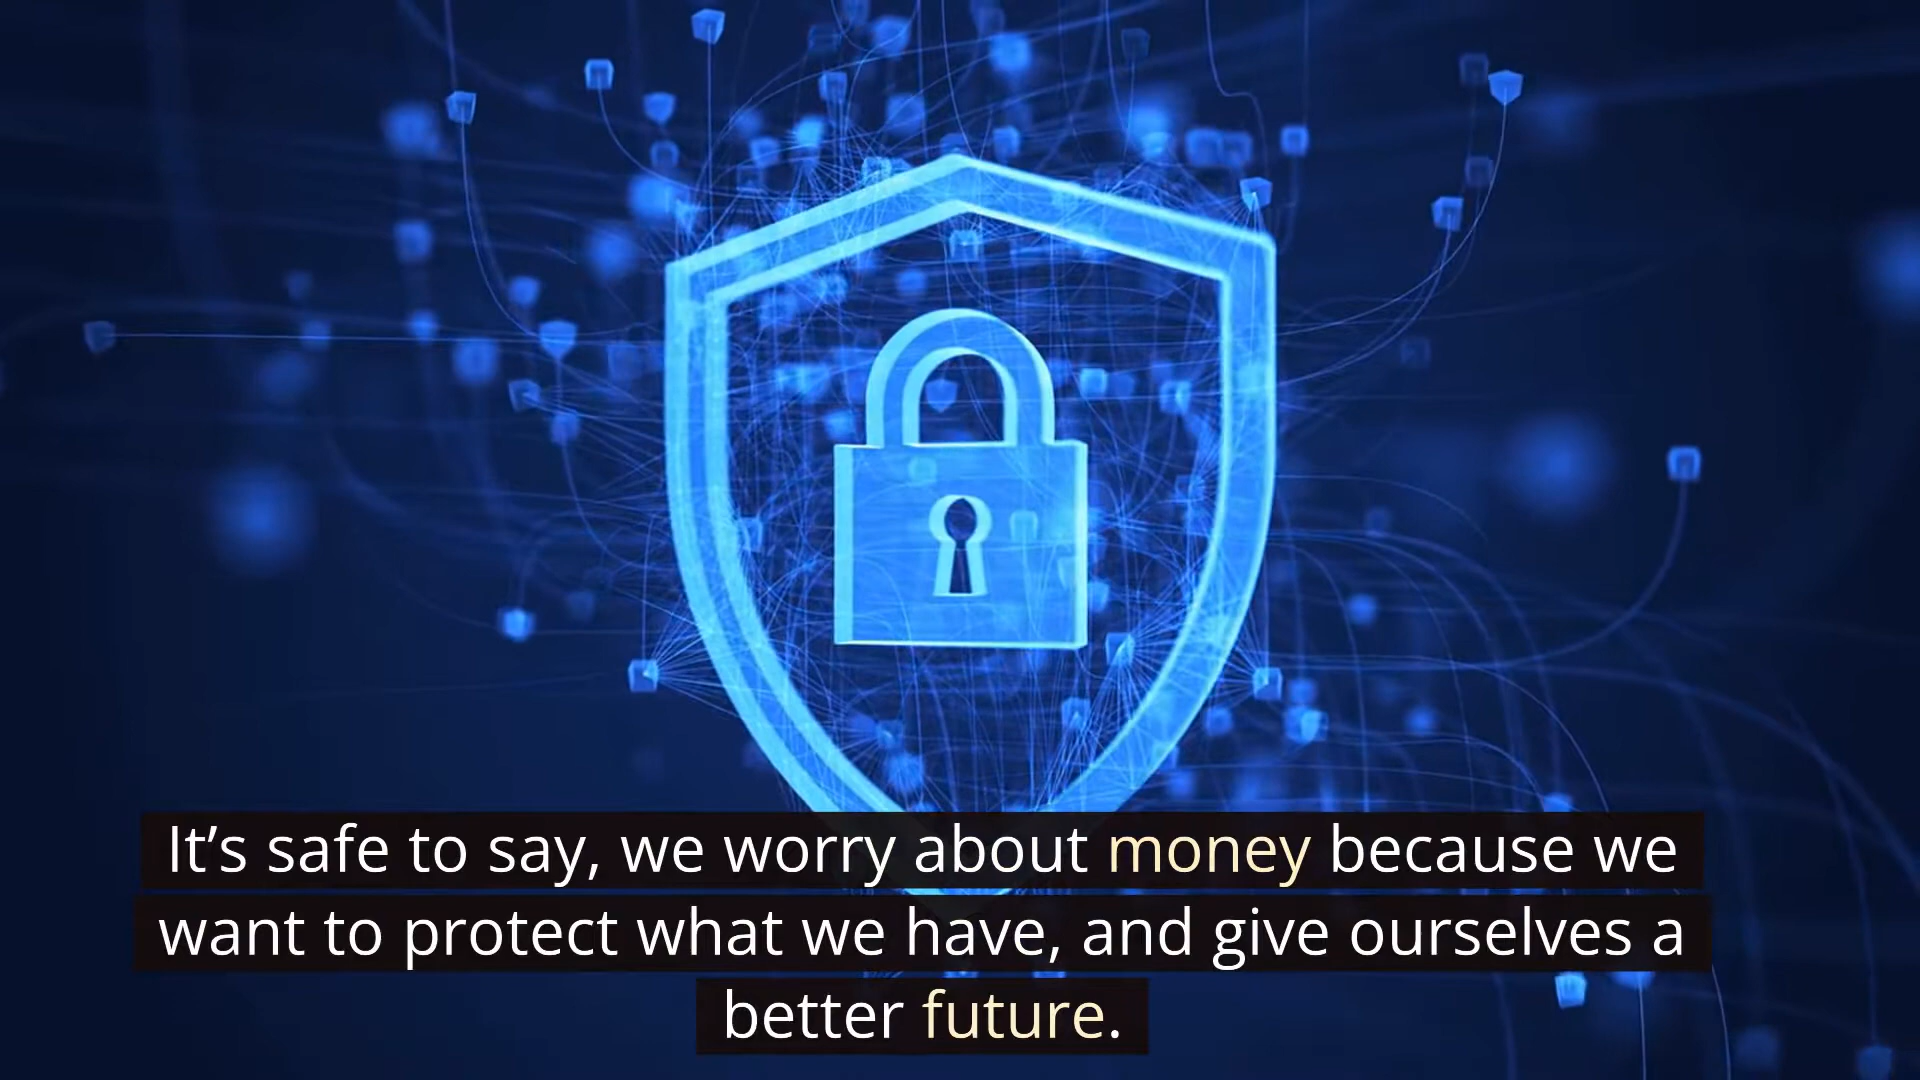 It’s safe to say, we worry about money because we
want to protect what we have, and give ourselves a
better future.